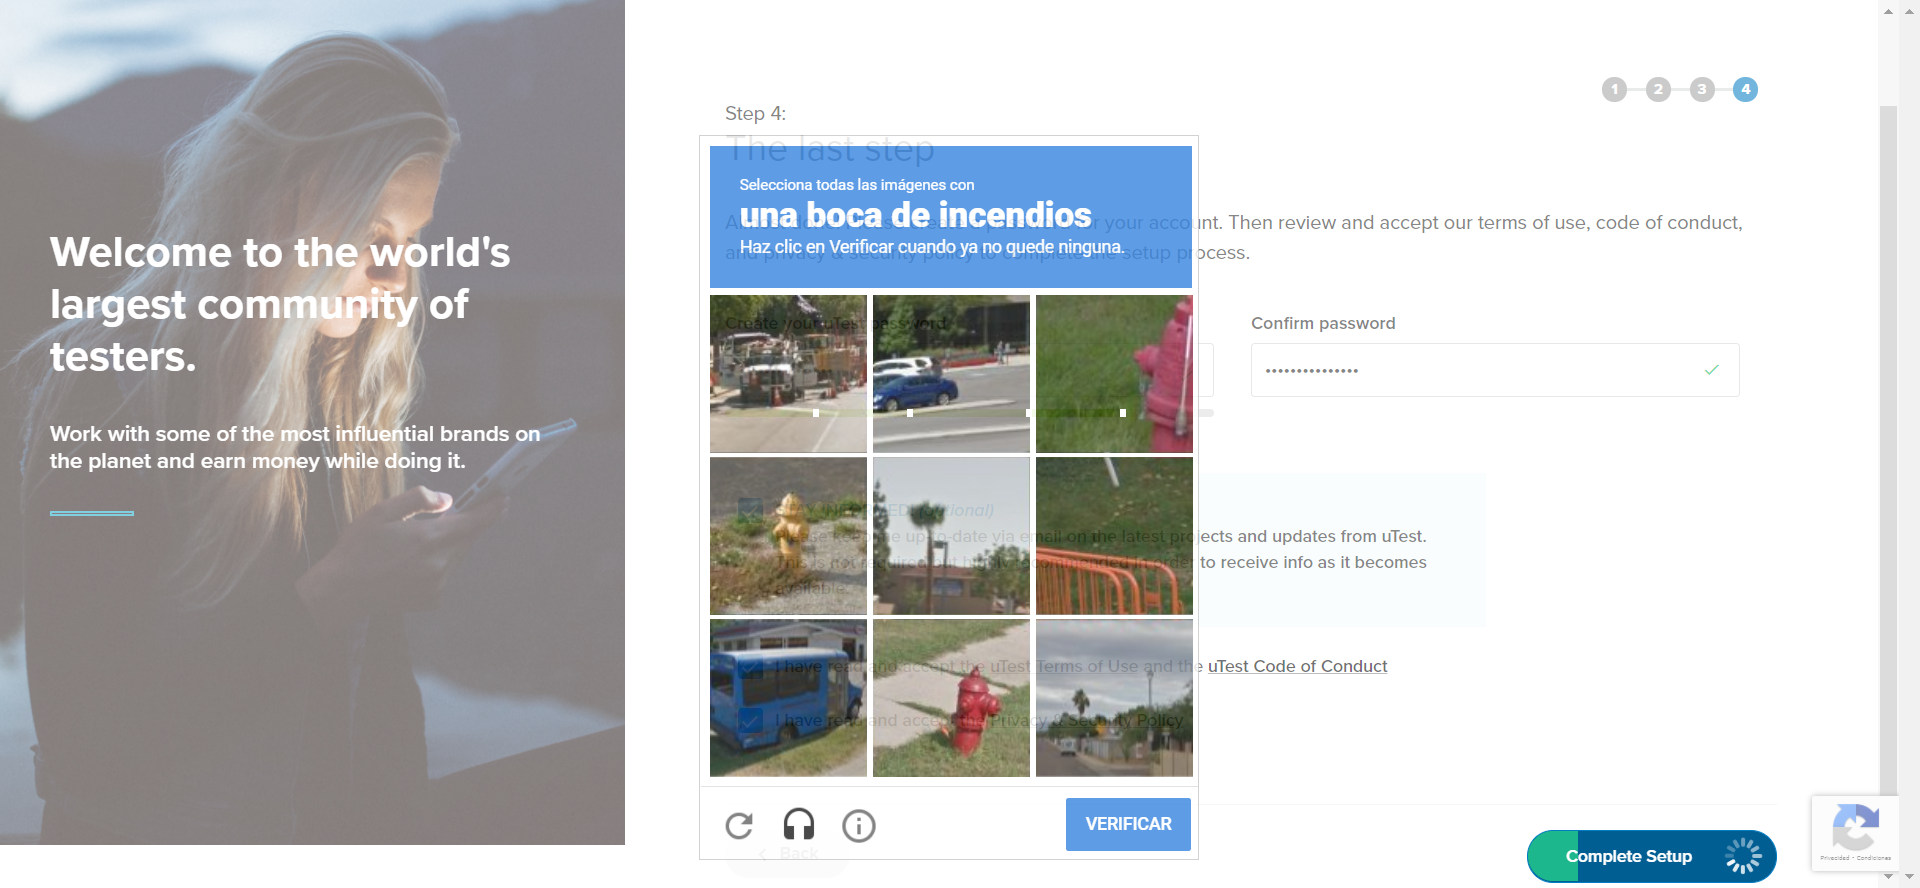 Welcome to the world's
largest community of
testers.
Work with some of the most influential brands on
the planet and earn money while doing it.
1 2 3 4
Step 4:
The last step
Selecciona todas las imágenes con
una boca de incendios
Haz clic en Verificar cuando ya no quede ninguna.
your account. Then review and accept our terms of use, code of conduct,
and privacy & security policy to complete the setup process.
Create your uTest password
Confirm password
•••••••••••••••
(optional)
Please keep me up-to-date via email on the latest projects and updates from uTest.
This is not required but highly recommended in order to receive info as it becomes
available.
I have read and accept the uTest Terms of Use and the uTest Code of Conduct
I have read and accept the Privacy & Security Policy
VERIFICAR
Back
Complete Setup
Privacidad - Condiciones